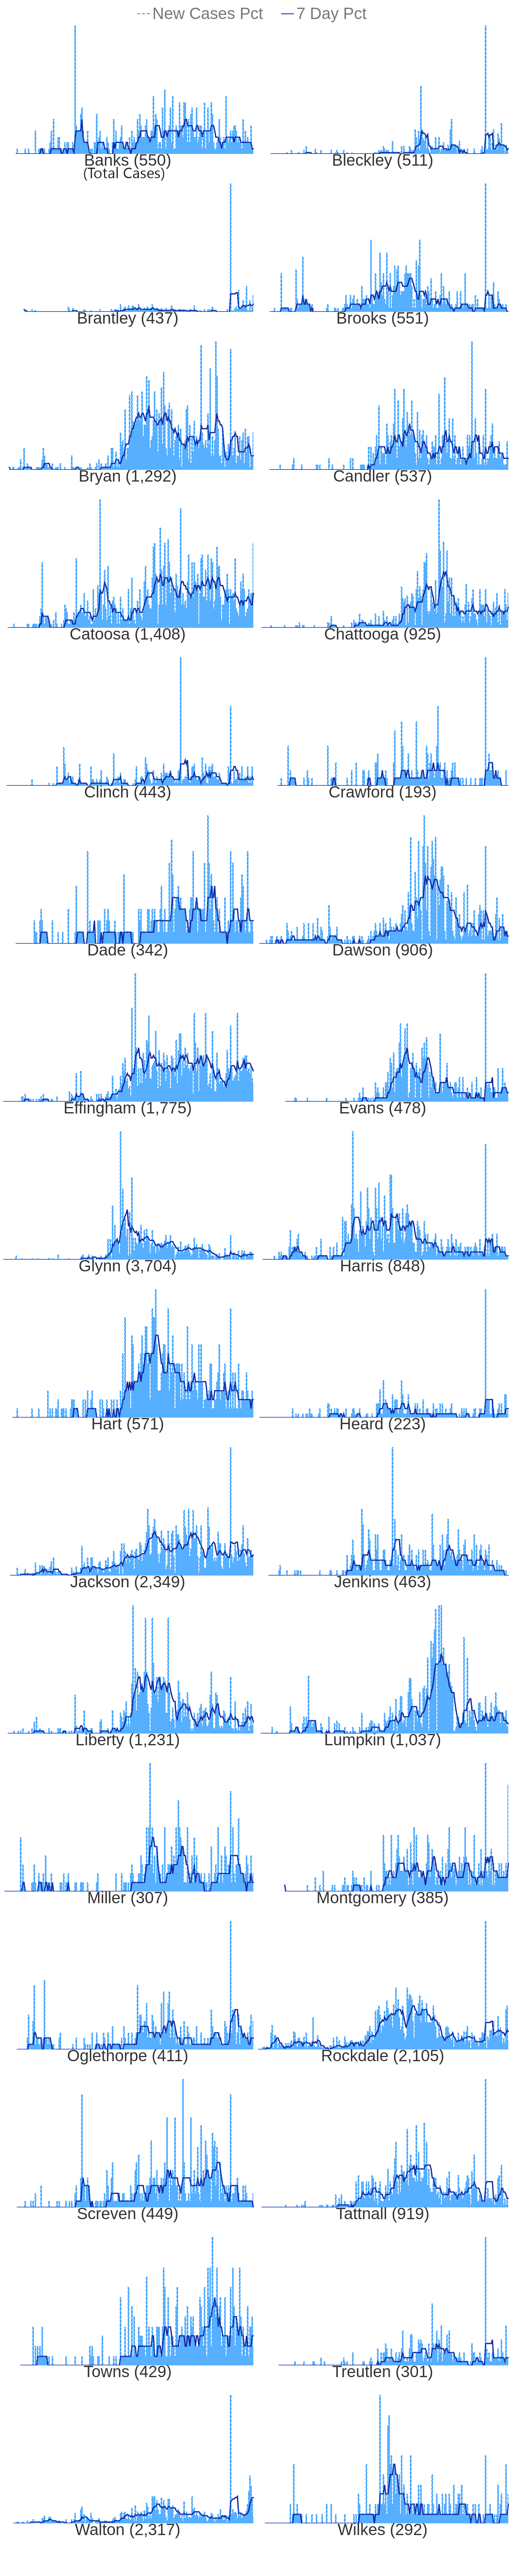 New Cases Pct 7 Day Pct
Banks (550)
(Total Cases)
Bleckley (511)
Brantley (437)
Brooks (551)
Bryan (1,292)
Candler (537)
Catoosa (1,408)
Chattooga (925)
Clinch (443)
Crawford (193)
Dade (342)
Dawson (906)
Effingham (1,775)
Evans (478)
Glynn (3,704)
Harris (848)
Hart (571)
Heard (223)
Jackson (2,349)
Jenkins (463)
Liberty (1,231)
Lumpkin (1,037)
Miller (307)
Montgomery (385)
Oglethorpe (411)
Rockdale (2,105)
Screven (449)
Tattnall (919)
Towns (429)
Treutlen (301)
Walton (2,317)
Wilkes (292)